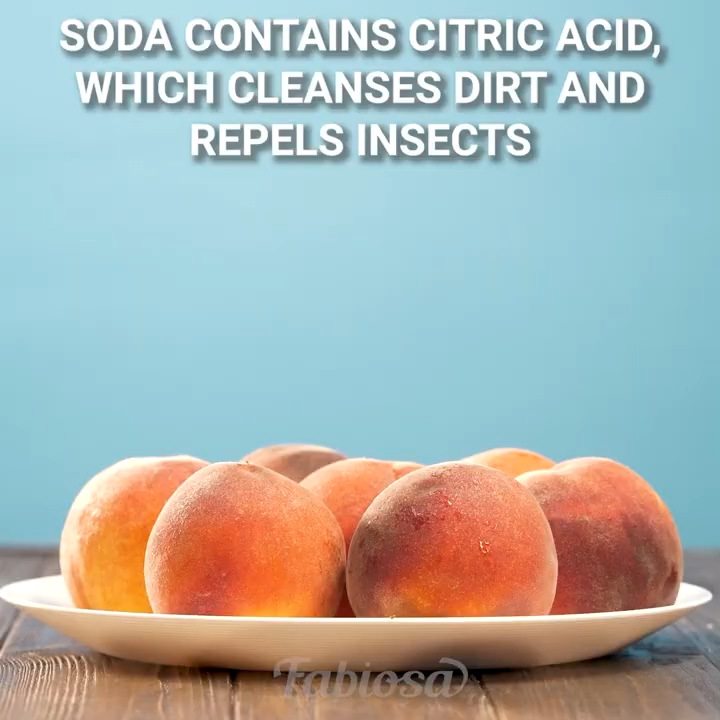 SODA CONTAINS CITRIC ACID,
WHICH CLEANSES DIRT AND
REPELS INSECTS
Fabiosa